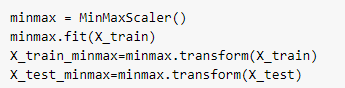 minmax = MinMaxScaler()
minmax.fit(X_train)
X_train_minmax=minmax.transform(X_train)
X_test_minmax=minmax.transform(X_test)